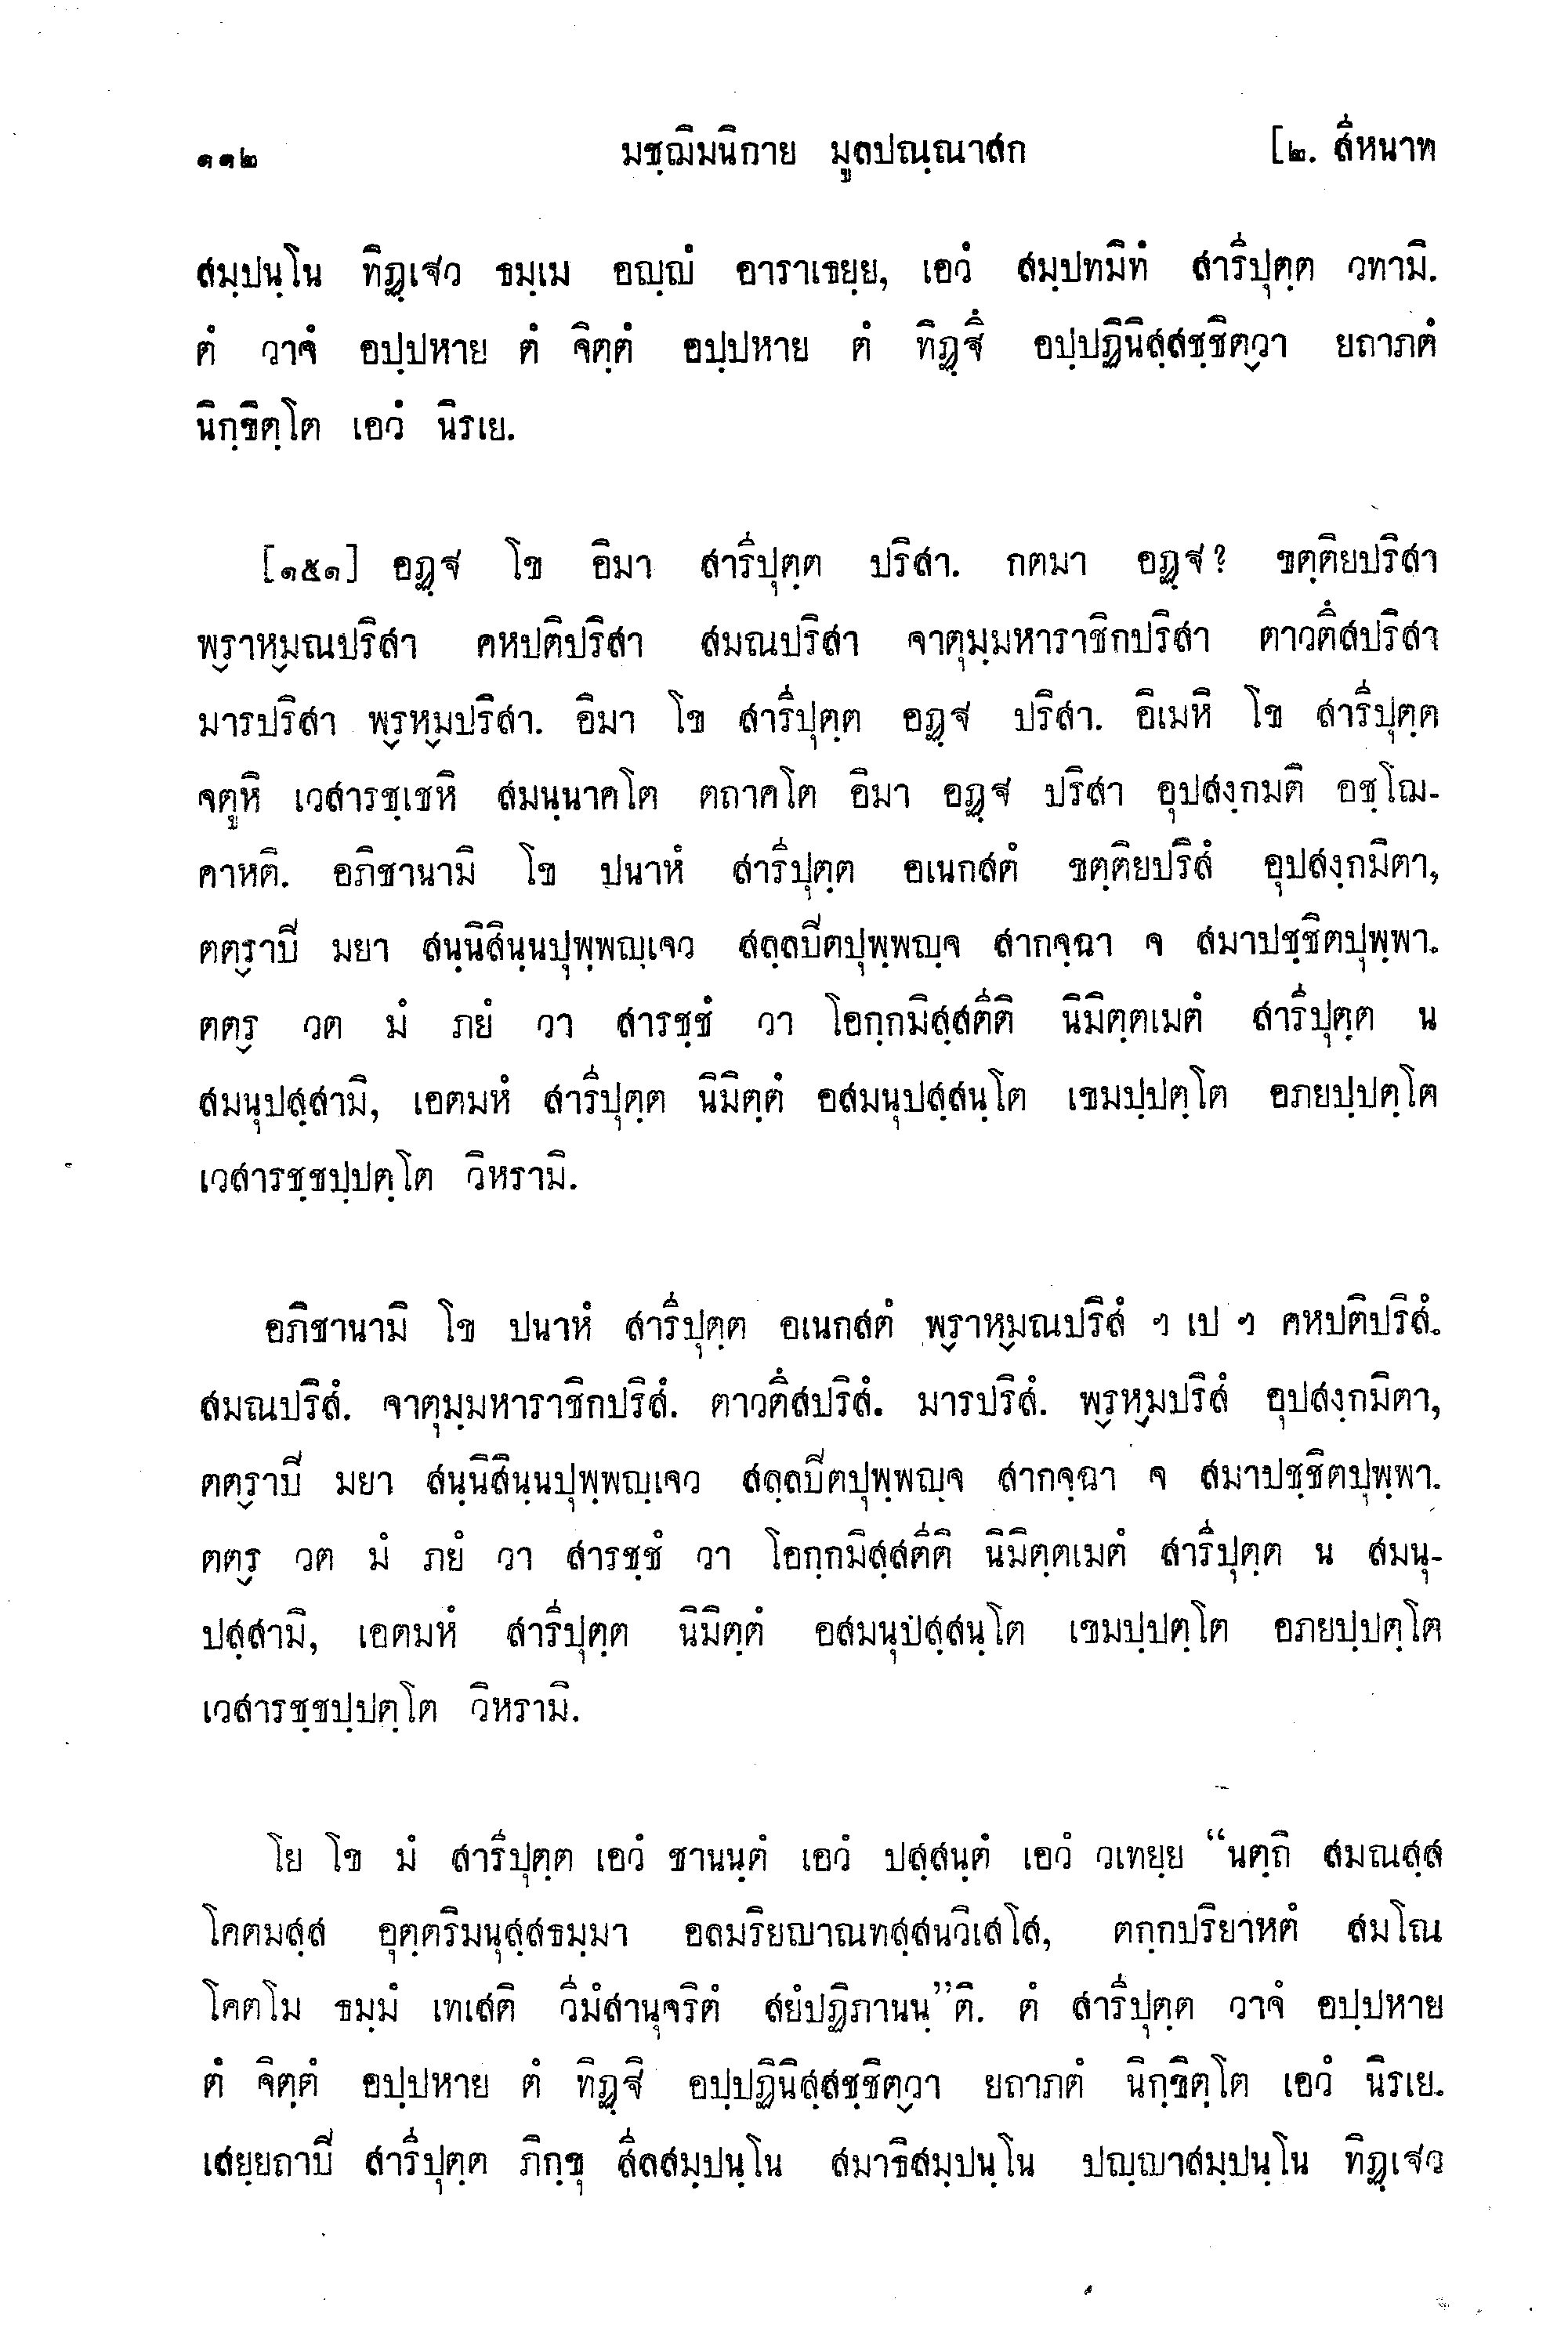 ๑๑๒ มชฺฌิมนิกาย มูลปณฺณาสก [๒. สีหนาท
สมฺปนฺโน ทิฏฺเฐว ธมฺเม อญฺญํ อาราเธยฺย, เอวํ สมฺปทมิทํ สารีปุตฺต วทามิ.
ตํ วาจํ อปฺปหาย ตํ จิตฺตํ อปฺปหาย ตํ ทิฏฺฐึ อปฺปฏินิสฺสชฺชิตฺวา ยถาภตํ
นิกฺขิตฺโต เอวํ นิรเย.
[๑๕๑] อฏฺฐ โข อิมา สารีปุตฺต ปริสา. กตมา อฏฺฐ? ขตฺติยปริสา
พฺราหฺมณปริสา คหปติปริสา สมณปริสา จาตุมฺมหาราชิกปริสา ตาวตึสปริสา
มารปริสา พฺรหฺมปริสา. อิมา โข สารีปุตฺต อฏฺฐ ปริสา. อิเมหิ โข สารีปุตฺต
จตูหิ เวสารชฺเชหิ สมนฺนาคโต ตถาคโต อิมา อฏฺฐ ปริสา อุปสงฺกมติ อชฺโฌ-
คาหติ. อภิชานามิ โข ปนาหํ สารีปุตฺต อเนกสตํ ขตฺติยปริสํ อุปสงฺกมิตา,
ตตฺราปี มยา สนฺนิสินฺนปุพฺพญฺเจว สลฺลปีตปุพฺพญฺจ สากจฺฉา จ สมาปชฺชิตปุพฺพา.
ตตฺร วต มํ ภยํ วา สารชฺชํ วา โอกฺกมิสฺสตีติ นิมิตฺตเมตํ สารีปุตฺต น
สมนุปสฺสามิ, เอตมหํ สารีปุตฺต นิมิตฺตํ อสมนุปสฺสนฺโต เขมปฺปตฺโต อภยปฺปตฺโต
เวสารชฺชปฺปตฺโต วิหรามิ.
อภิชานามิ โข ปนาหํ สารีปุตฺต อเนกสตํ พฺราหฺมณปริสํ ฯ เป ฯ คหปติปริสํ.
สมณปริสํ. จาตุมฺมหาราชิกปริสํ. ตาวตึสปริสํ. มารปริสํ. พฺรหฺมปริสํ อุปสงฺกมิตา,
ตตฺราปี มยา สนฺนิสินฺนปุพฺพญฺเจว สลฺลปีตปุพฺพญฺจ สากจฺฉา จ สมาปชฺชิตปุพฺพา.
ตตฺร วต มํ ภยํ วา สารชฺชํ วา โอกฺกมิสฺสตีติ นิมิตฺตเมตํ สารีปุตฺต น สมนุ-
ปสฺสามิ, เอตมหํ สารีปุตฺต นิมิตฺตํ อสมนุปสฺสนฺโต เขมปฺปตฺโต อภยปฺปตฺโต
เวสารชฺชปฺปตฺโต วิหรามิ.
โย โข มํ สารีปุตฺต เอวํ ชานนฺตํ เอวํ ปสฺสนฺตํ เอวํ วเทยฺย “นตฺถิ สมณสฺส
โคตมสฺส อุตฺตริมนุสฺสธมฺมา อลมริยญาณทสฺสนวิเสโส, ตกฺกปริยาหตํ สมโณ
โคตโม ธมฺมํ เทเสติ วีมํสานุจริตํ สยํปฏิภานนฺ”ติ. ตํ สารีปุตฺต วาจํ อปฺปหาย
ตํ จิตฺตํ อปฺปหาย ตํ ทิฏฺฐิ อปฺปฏินิสฺสชฺชิตฺวา ยถาภตํ นิกฺขิตฺโต เอวํ นิรเย.
เสยฺยถาปี สารีปุตฺต ภิกฺขุ สีลสมฺปนฺโน สมาธิสมฺปนฺโน ปญฺญาสมฺปนฺโน ทิฏฺเฐว